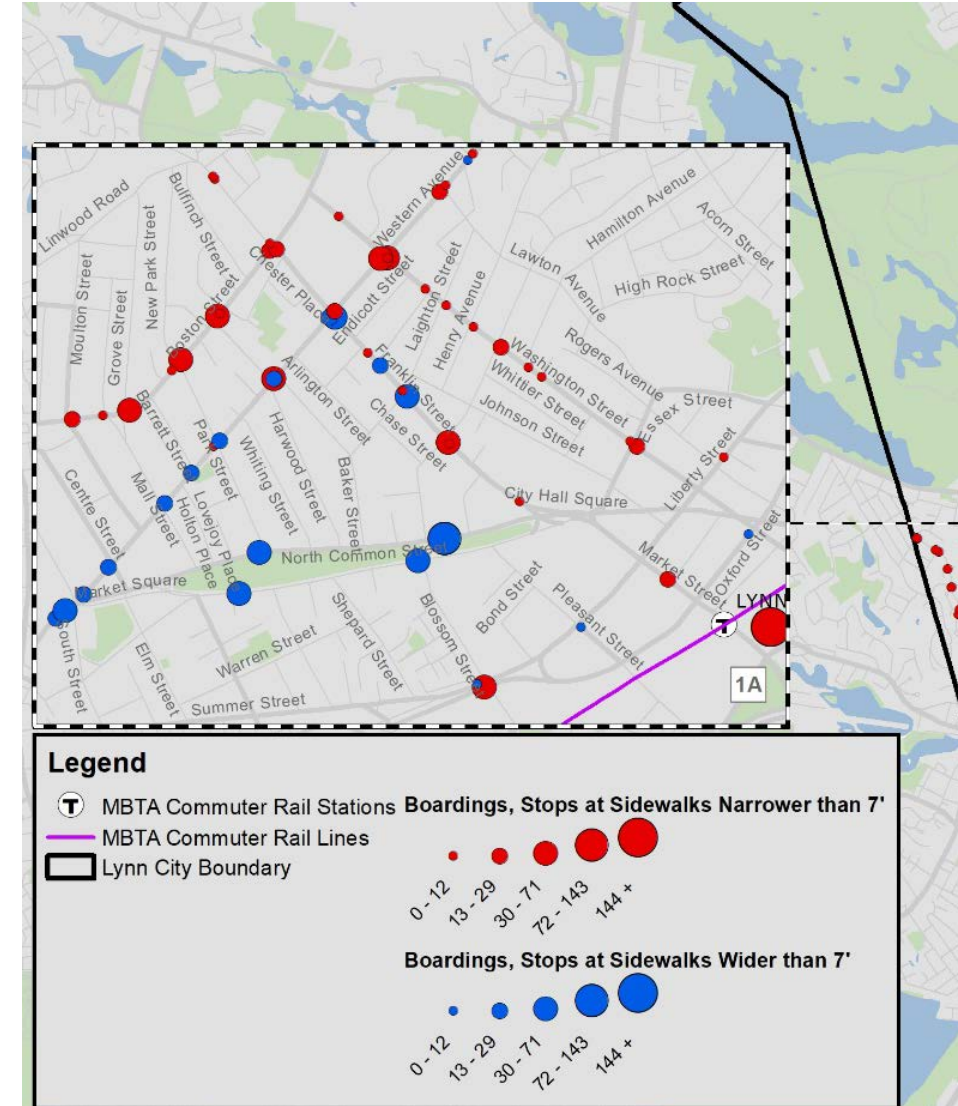 Linwood Road
Bulfinch Street
Western Avenue
Hamilton Avenue
Acorn Street
Moulton Street
New Park Street
Chester Place
Endicott Street
Laighton Street
Lawton Avenue
High Rock Street
Grove Street
Boston Street
Henry Avenue
Rogers Avenue
Arlington Street
Franklin Street
Washington Street
Whittier Street
Essex Street
Barrett Street
Park Street
Harwood Street
Chase Street
Johnson Street
Whiting Street
Baker Street
Liberty Street
Centre Street
Mall Street
Holton Place
Lovejoy Place
City Hall Square
North Common Street
Market Square
Market Street
Oxford Street
LYNN
T
South Street
Elm Street
Warren Street
Shepard Street
Blossom Street
Bond Street
Pleasant Street
Summer Street
1A
Legend
T MBTA Commuter Rail Stations
MBTA Commuter Rail Lines
Lynn City Boundary
Boardings, Stops at Sidewalks Narrower than 7'
0 - 12 13 - 29 30 - 71 72 - 143 144 +
Boardings, Stops at Sidewalks Wider than 7'
0 - 12 13 - 29 30 - 71 72 - 143 144 +